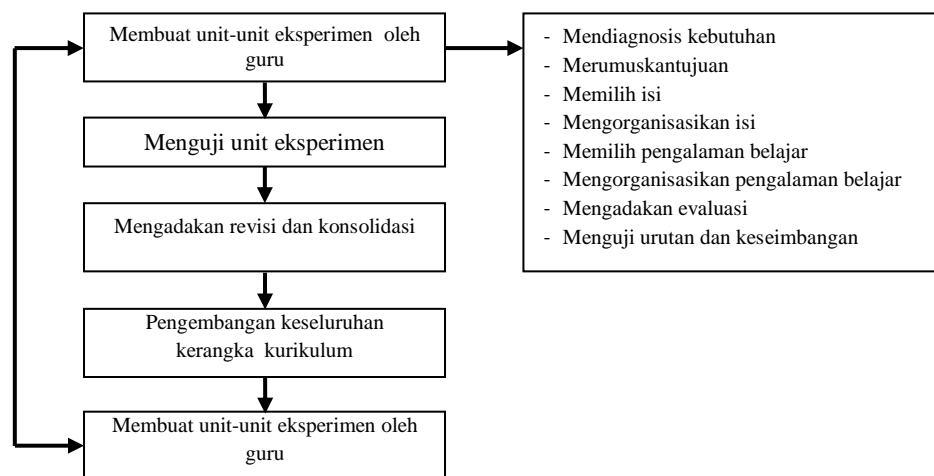 Membuat unit-unit eksperimen oleh
guru
Menguji unit eksperimen
Mengadakan revisi dan konsolidasi
Pengembangan keseluruhan
kerangka kurikulum
Membuat unit-unit eksperimen oleh
guru
- Mendiagnosis kebutuhan
- Merumuskantujuan
- Memilih isi
- Mengorganisasikan isi
- Memilih pengalaman belajar
- Mengorganisasikan pengalaman belajar
- Mengadakan evaluasi
- Menguji urutan dan keseimbangan